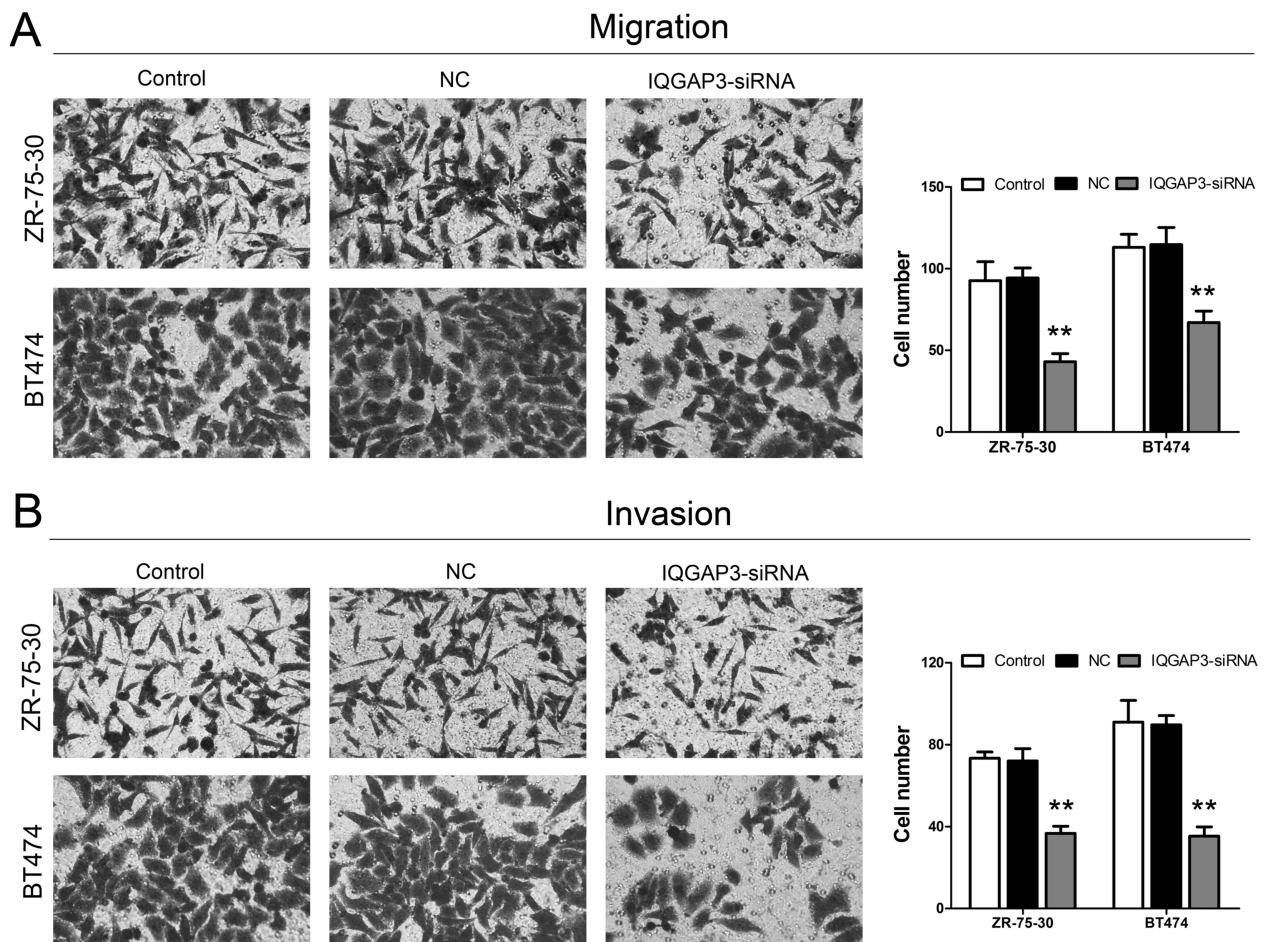 A
Migration
Control NC IQGAP3-siRNA
ZR-75-30
BT474
Control NC IQGAP3-siRNA
150
100
50
0
Cell number
**
**
ZR-75-30 BT474
B
Invasion
Control NC IQGAP3-siRNA
ZR-75-30
BT474
Control NC IQGAP3-siRNA
120
80
40
0
Cell number
**
**
ZR-75-30 BT474